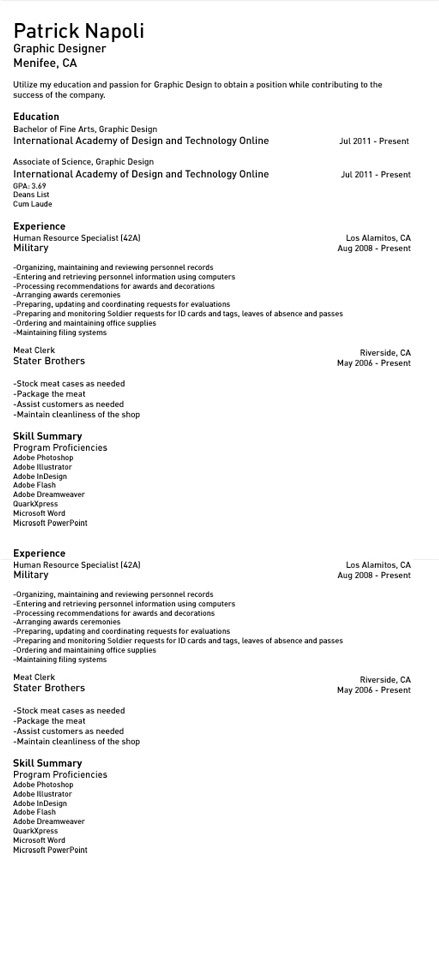 Patrick Napoli
Graphic Designer
Menifee, CA
Utilize my education and passion for Graphic Design to obtain a position while contributing to the
success of the company.
Education
Bachelor of Fine Arts, Graphic Design
International Academy of Design and Technology Online Jul 2011 - Present
Associate of Science, Graphic Design
International Academy of Design and Technology Online Jul 2011 - Present
GPA: 3.69
Deans List
Cum Laude
Experience
Human Resource Specialist (42A) Los Alamitos, CA
Military Aug 2008 - Present
-Organizing, maintaining and reviewing personnel records
-Entering and retrieving personnel information using computers
-Processing recommendations for awards and decorations
-Arranging awards ceremonies
-Preparing, updating and coordinating requests for evaluations
-Preparing and monitoring Soldier requests for ID cards and tags, leaves of absence and passes
-Ordering and maintaining office supplies
-Maintaining filing systems
Meat Clerk Riverside, CA
Stater Brothers May 2006 - Present
-Stock meat cases as needed
-Package the meat
-Assist customers as needed
-Maintain cleanliness of the shop
Skill Summary
Program Proficiencies
Adobe Photoshop
Adobe Illustrator
Adobe InDesign
Adobe Flash
Adobe Dreamweaver
QuarkXpress
Microsoft Word
Microsoft PowerPoint
Experience
Human Resource Specialist (42A) Los Alamitos, CA
Military Aug 2008 - Present
-Organizing, maintaining and reviewing personnel records
-Entering and retrieving personnel information using computers
-Processing recommendations for awards and decorations
-Arranging awards ceremonies
-Preparing, updating and coordinating requests for evaluations
-Preparing and monitoring Soldier requests for ID cards and tags, leaves of absence and passes
-Ordering and maintaining office supplies
-Maintaining filing systems
Meat Clerk Riverside, CA
Stater Brothers May 2006 - Present
-Stock meat cases as needed
-Package the meat
-Assist customers as needed
-Maintain cleanliness of the shop
Skill Summary
Program Proficiencies
Adobe Photoshop
Adobe Illustrator
Adobe InDesign
Adobe Flash
Adobe Dreamweaver
QuarkXpress
Microsoft Word
Microsoft PowerPoint